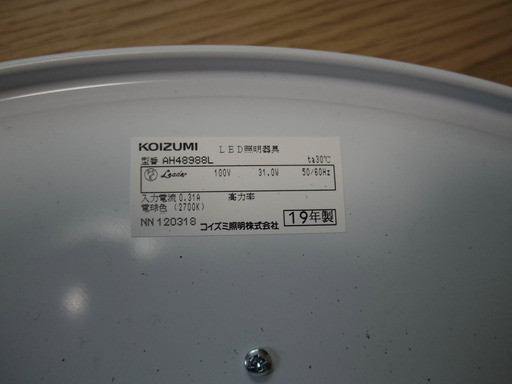 KOIZUMI LED照明器具
型番 AH48988L ta30℃
Leader 100V 31.0W 50/60Hz
入力電流 0.31A 高力率
電球色 (2700K)
NN120318 コイズミ照明株式会社 19年製